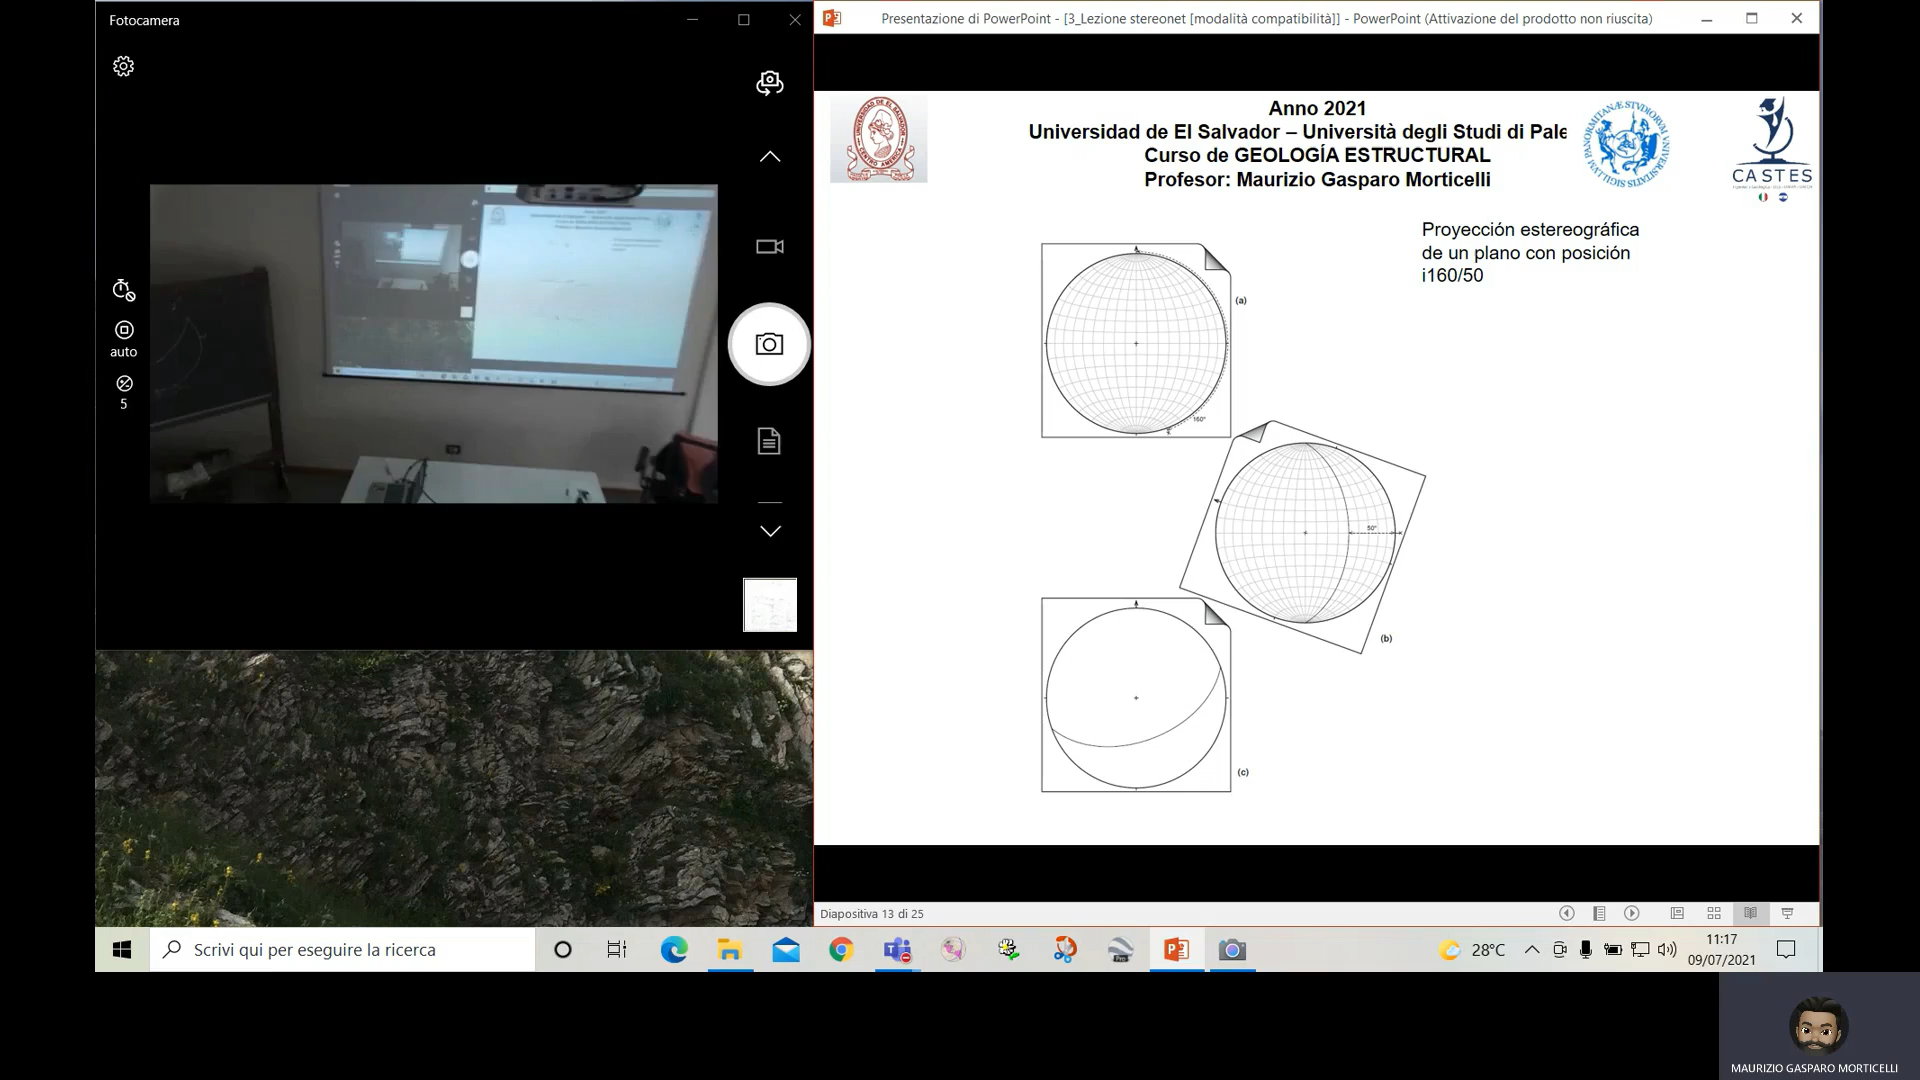 Fotocamera
auto
5
Presentazione di PowerPoint - [3_Lezione stereonet [modalità compatibilità]] - PowerPoint (Attivazione del prodotto non riuscita)
Anno 2021
Universidad de El Salvador – Università degli Studi di Pale
Curso de GEOLOGÍA ESTRUCTURAL
Profesor: Maurizio Gasparo Morticelli
CASTES
Proyección estereográfica
de un plano con posición
i160/50
(a)
160°
50°
(b)
(c)
Diapositiva 13 di 25
Scrivi qui per eseguire la ricerca
28°C
11:17
09/07/2021
MAURIZIO GASPARO MORTICELLI